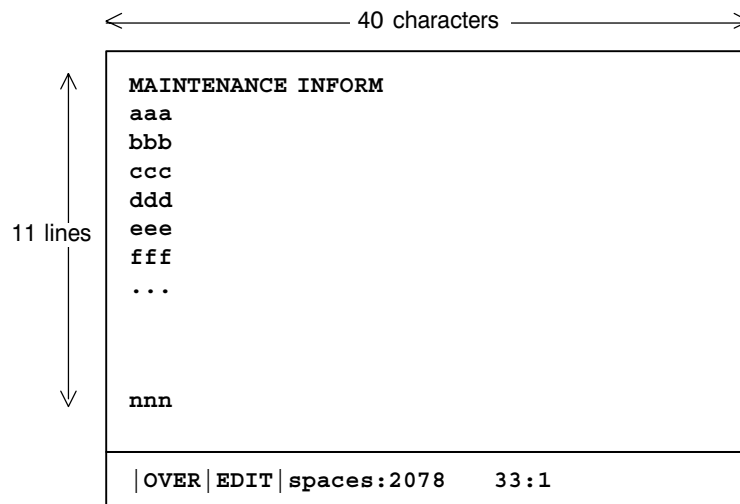 40 characters
MAINTENANCE INFORM
aaa
bbb
ccc
ddd
eee
fff
...
11 lines
nnn
|OVER|EDIT|spaces:2078 33:1